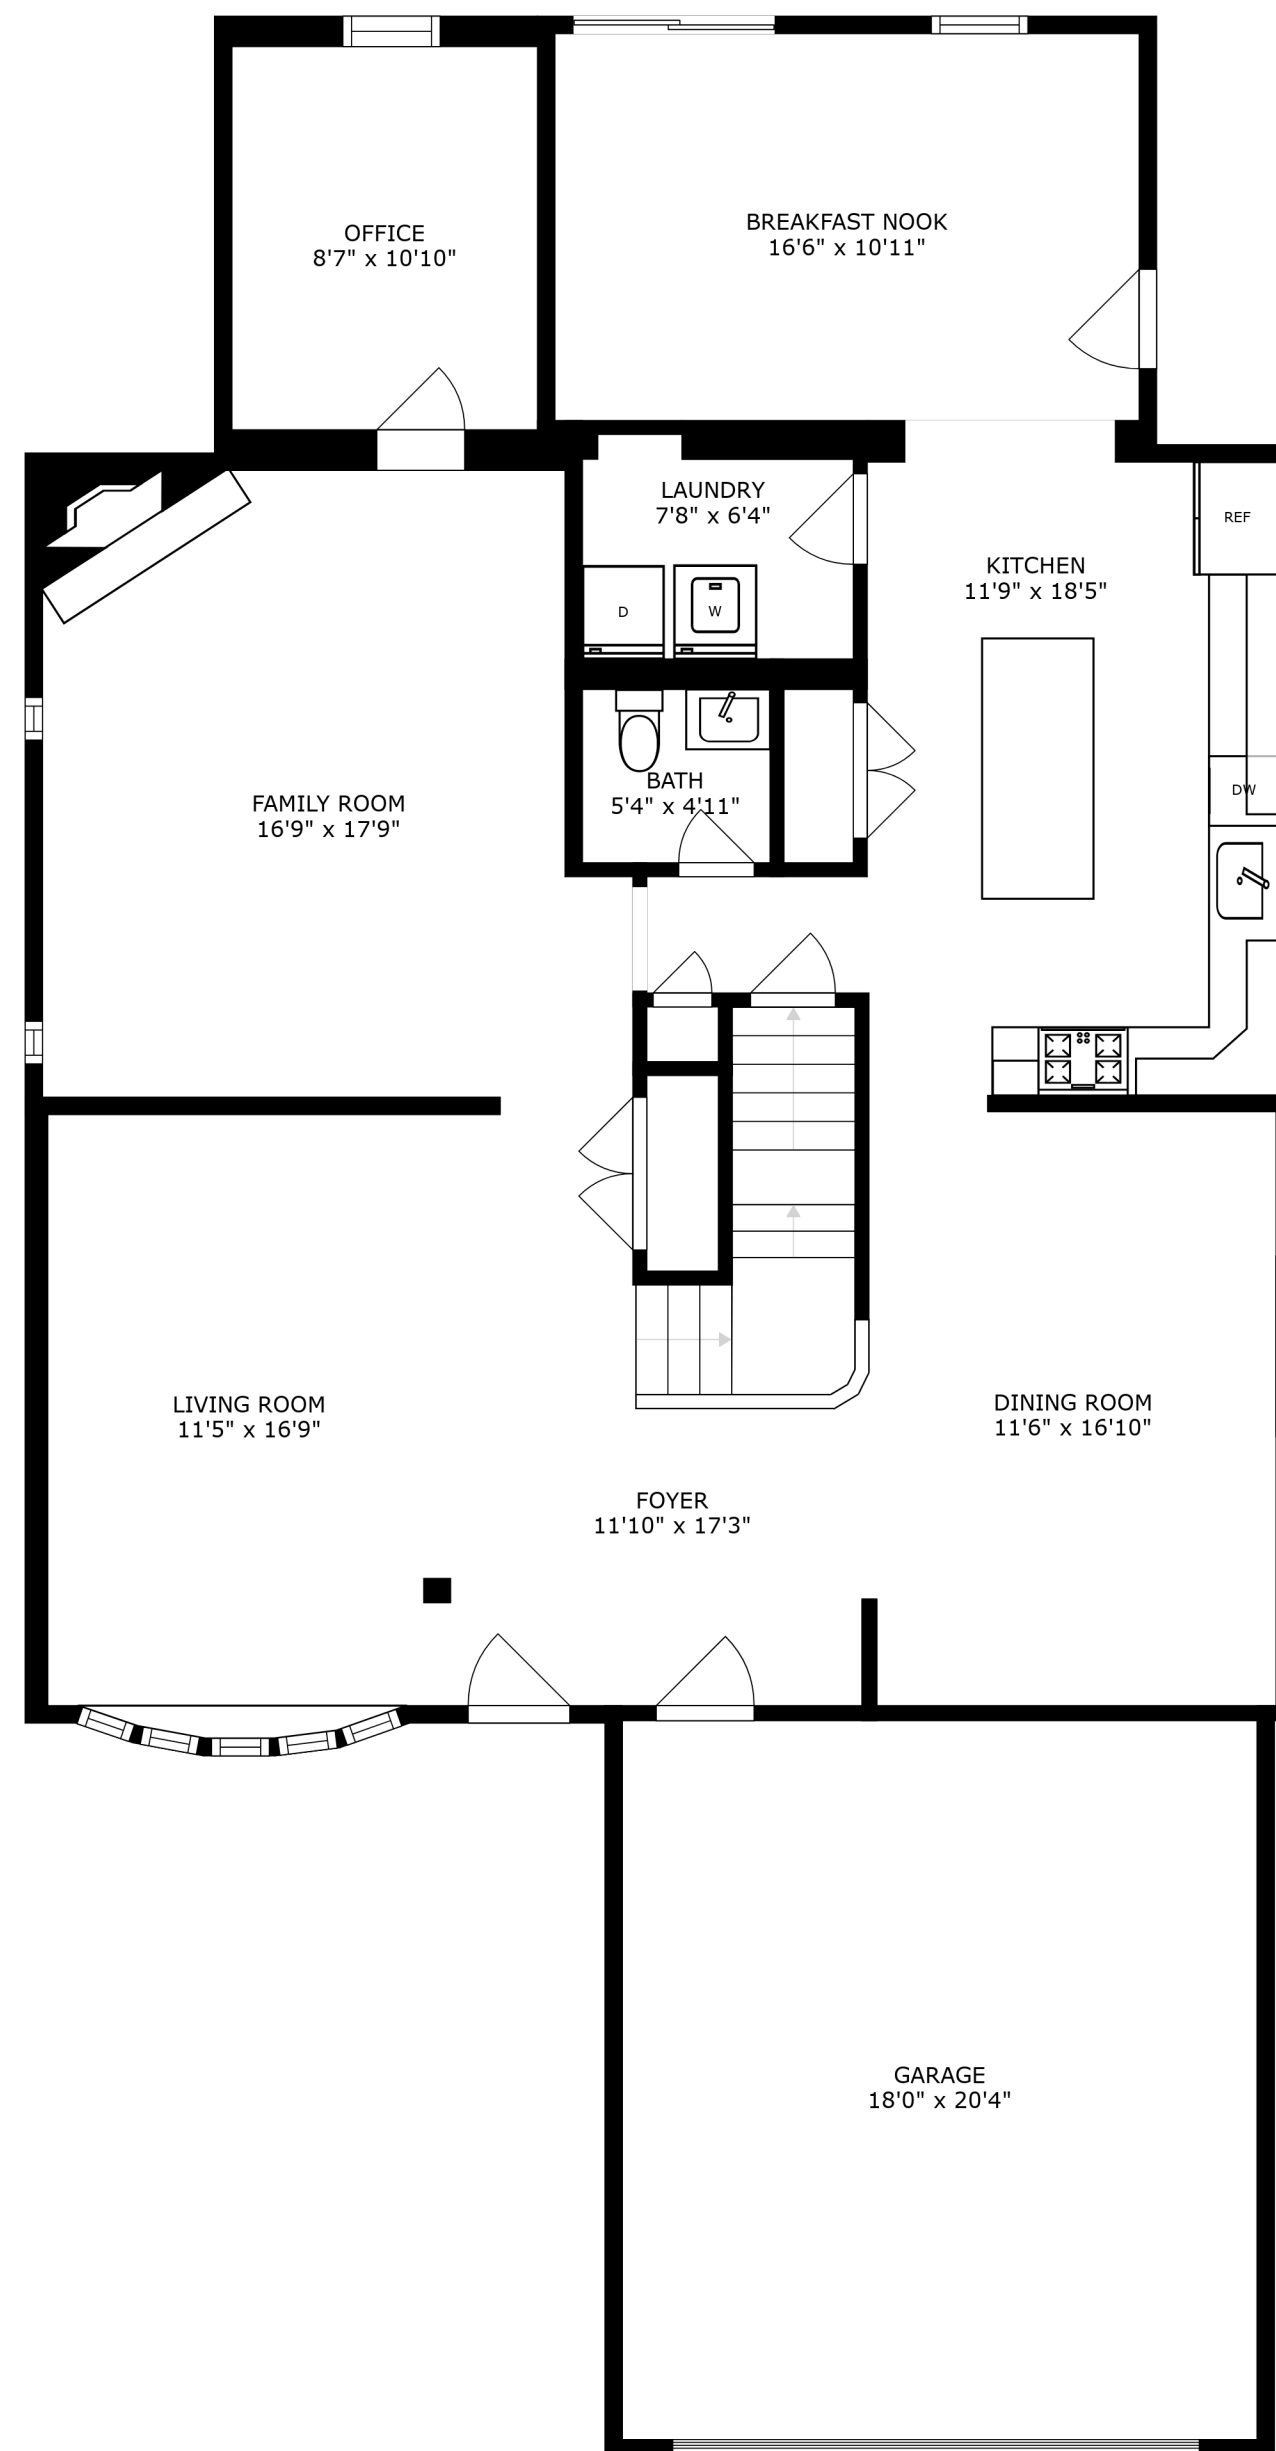 BREAKFAST NOOK
16'6" x 10'11"
OFFICE
8'7" x 10'10"
LAUNDRY
7'8" x 6'4"
REF
KITCHEN
11'9" x 18'5"
D
W
BATH
5'4" x 4'11"
DW
FAMILY ROOM
16'9" x 17'9"
LIVING ROOM
11'5" x 16'9"
DINING ROOM
11'6" x 16'10"
FOYER
11'10" x 17'3"
GARAGE
18'0" x 20'4"